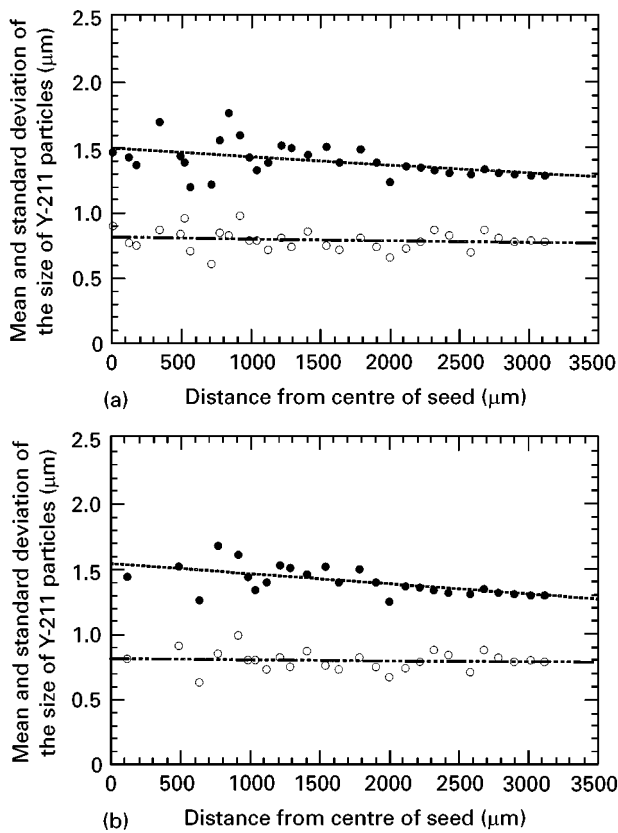 Mean and standard deviation of
the size of Y-211 particles (μm)
2.5
2.0
1.5
1.0
0.5
0
0 500 1000 1500 2000 2500 3000 3500
(a) Distance from centre of seed (μm)
Mean and standard deviation of
the size of Y-211 particles (μm)
2.5
2.0
1.5
1.0
0.5
0
0 500 1000 1500 2000 2500 3000 3500
(b) Distance from centre of seed (μm)